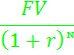 FV
(1 + r)ᴺ